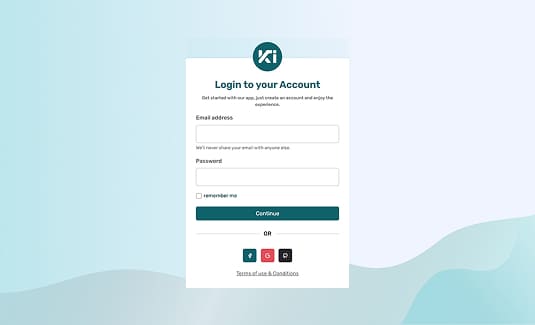 Ki
Login to your Account
Get started with our app, just create an account and enjoy the
experience.
Email address
We'll never share your email with anyone else.
Password
remember me
Continue
OR
Terms of use & Conditions